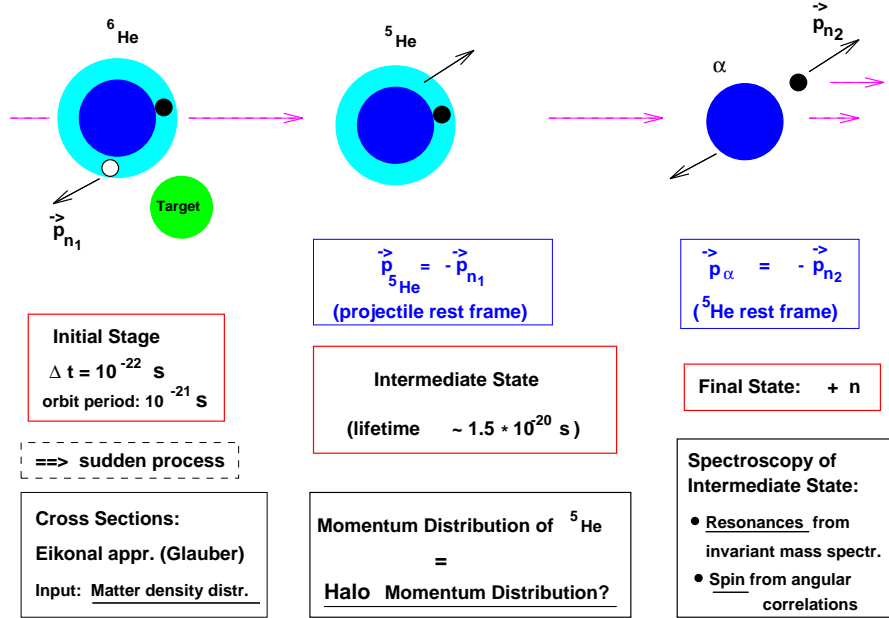 ⁶He
⁵He
α
p⃗ₙ₂
Target
p⃗ₙ₁
p⃗ ⁵He = - p⃗ₙ₁
(projectile rest frame)
p⃗ α = - p⃗ₙ₂
(⁵He rest frame)
Initial Stage
Δ t = 10⁻²² s
orbit period: 10⁻²¹ s
Intermediate State
(lifetime ~ 1.5 * 10⁻²⁰ s)
Final State: + n
==> sudden process
Cross Sections:
Eikonal appr. (Glauber)
Input: Matter density distr.
Momentum Distribution of ⁵He
=
Halo Momentum Distribution?
Spectroscopy of
Intermediate State:
● Resonances from
invariant mass spectr.
● Spin from angular
correlations